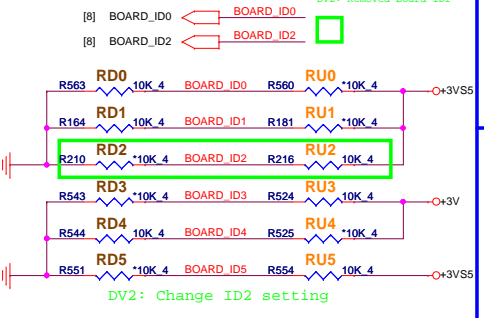 DV2: Removed Board ID1
[8] BOARD_ID0 BOARD_ID0
[8] BOARD_ID2 BOARD_ID2
RD0 RU0
R563 10K_4 BOARD_ID0 R560 *10K_4 +3VS5
RD1 RU1
R164 *10K_4 BOARD_ID1 R181 *10K_4
RD2 RU2
R210 *10K_4 BOARD_ID2 R216 10K_4
RD3 RU3
R543 *10K_4 BOARD_ID3 R524 *10K_4 +3V
RD4 RU4
R544 *10K_4 BOARD_ID4 R525 *10K_4
RD5 RU5
R551 *10K_4 BOARD_ID5 R554 10K_4 +3VS5
DV2: Change ID2 setting